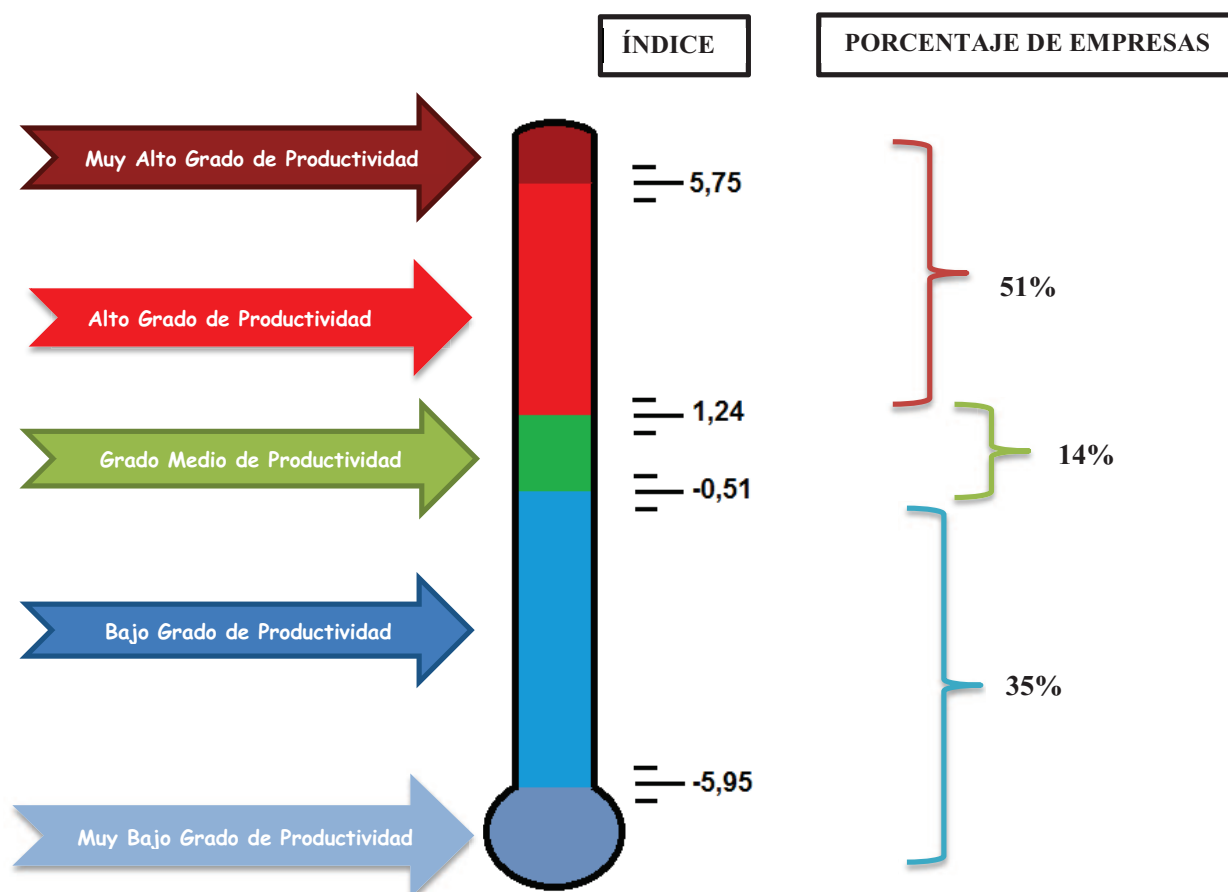 ÍNDICE
PORCENTAJE DE EMPRESAS
Muy Alto Grado de Productividad
5,75
Alto Grado de Productividad
51%
1,24
Grado Medio de Productividad
14%
-0,51
Bajo Grado de Productividad
35%
-5,95
Muy Bajo Grado de Productividad